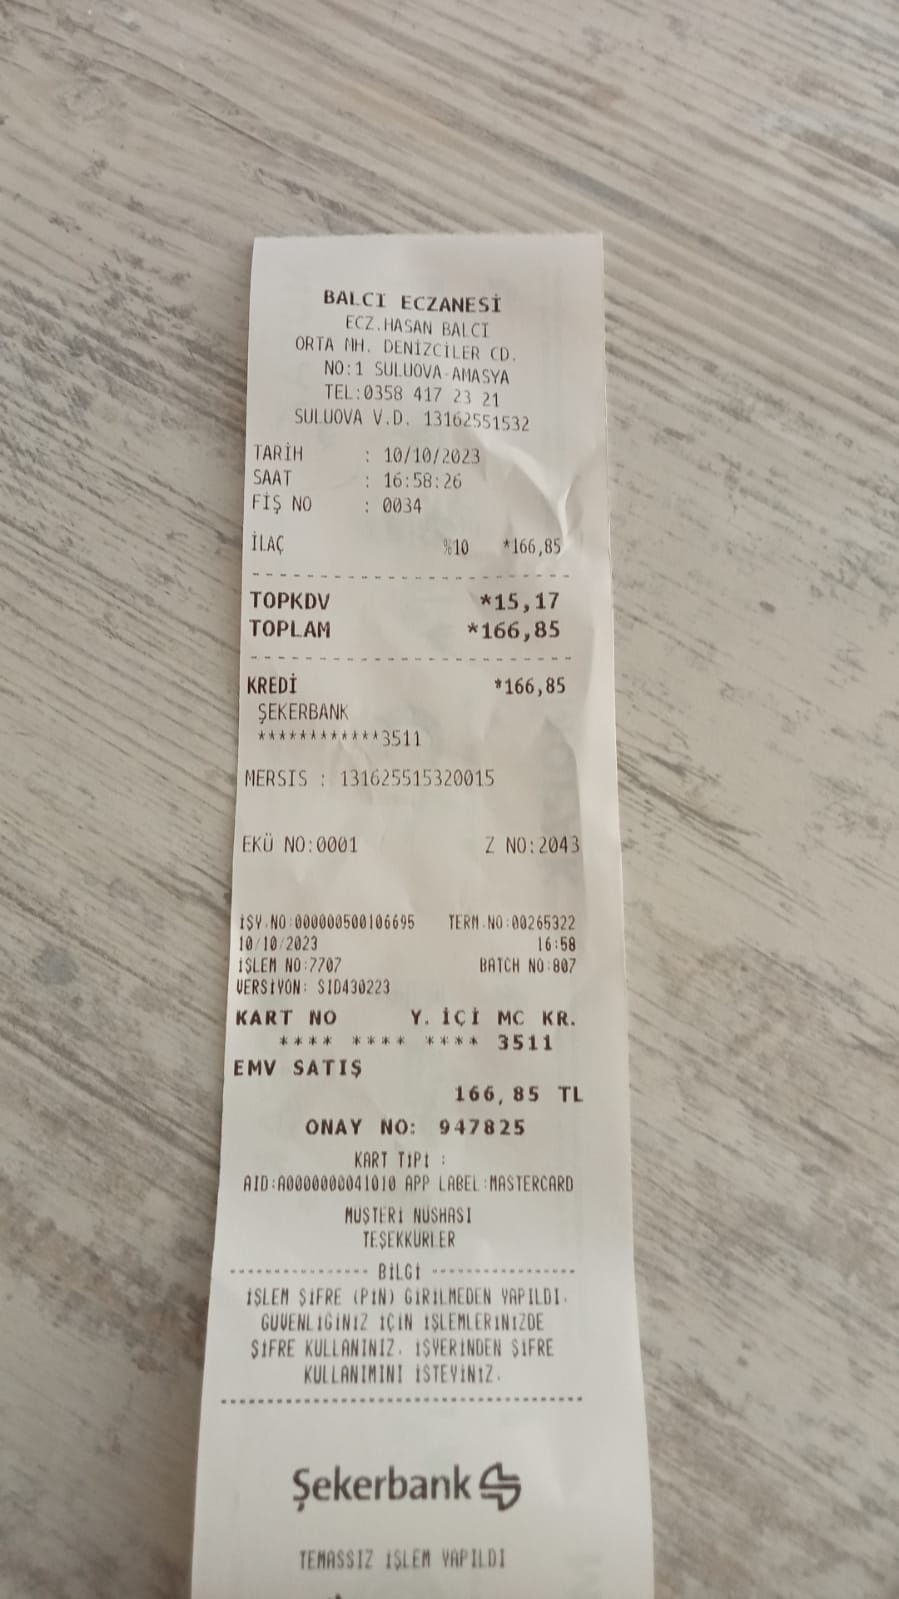 BALCI ECZANESİ
ECZ.HASAN BALCI
ORTA MH. DENİZCİLER CD.
NO:1 SULUOVA-AMASYA
TEL:0358 417 23 21
SULUOVA V.D. 13162551532
TARİH : 10/10/2023
SAAT : 16:58:26
FİŞ NO : 0034
İLAÇ %10 *166,85
TOPKDV *15,17
TOPLAM *166,85
KREDİ *166,85
ŞEKERBANK
************3511
MERSIS : 131625515320015
EKÜ NO:0001 Z NO:2043
İŞY.NO:000000500106695 TERM.NO:00265322
10/10/2023 16:58
İŞLEM NO:7707 BATCH NO:807
VERSİYON: SID430223
KART NO Y. İÇİ MC KR.
**** **** **** 3511
EMV SATIŞ
166,85 TL
ONAY NO: 947825
KART TİPİ :
AID:A0000000041010 APP LABEL:MASTERCARD
MÜŞTERİ NÜSHASI
TEŞEKKÜRLER
--------------- BİLGİ ---------------
İŞLEM ŞİFRE (PİN) GİRİLMEDEN YAPILDI.
GÜVENLİĞİNİZ İÇİN İŞLEMLERİNİZDE
ŞİFRE KULLANINIZ. İŞYERİNDEN ŞİFRE
KULLANIMINI İSTEYİNİZ.
Şekerbank
TEMASSIZ İŞLEM YAPILDI